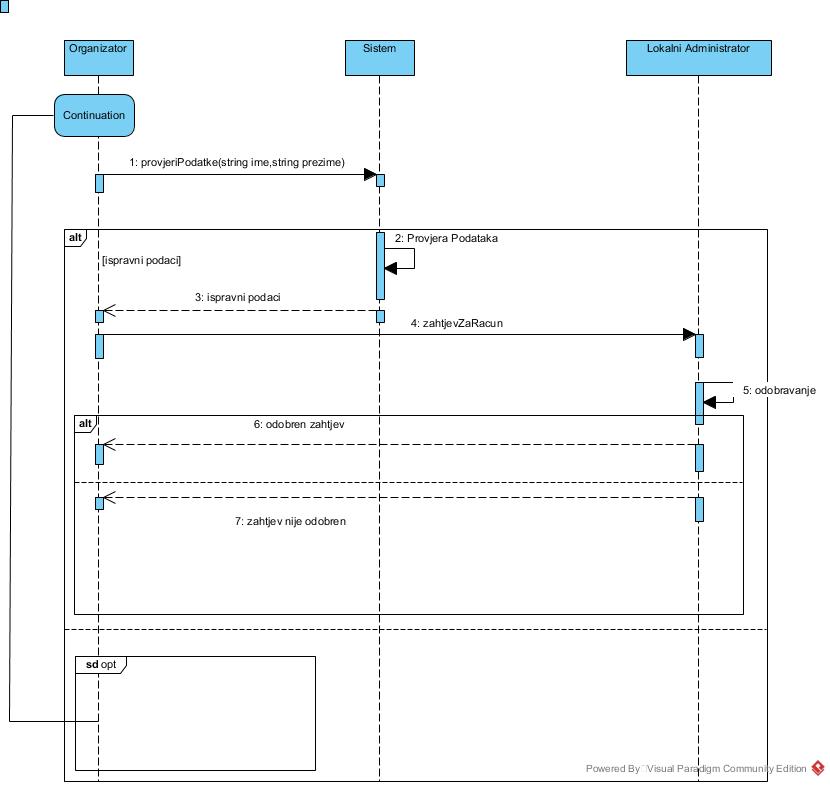 Organizator
Sistem
Lokalni Administrator
Continuation
1: provjeriPodatke(string ime,string prezime)
alt
2: Provjera Podataka
[ispravni podaci]
3: ispravni podaci
4: zahtjevZaRacun
5: odobravanje
alt
6: odobren zahtjev
7: zahtjev nije odobren
sd opt
Powered By Visual Paradigm Community Edition